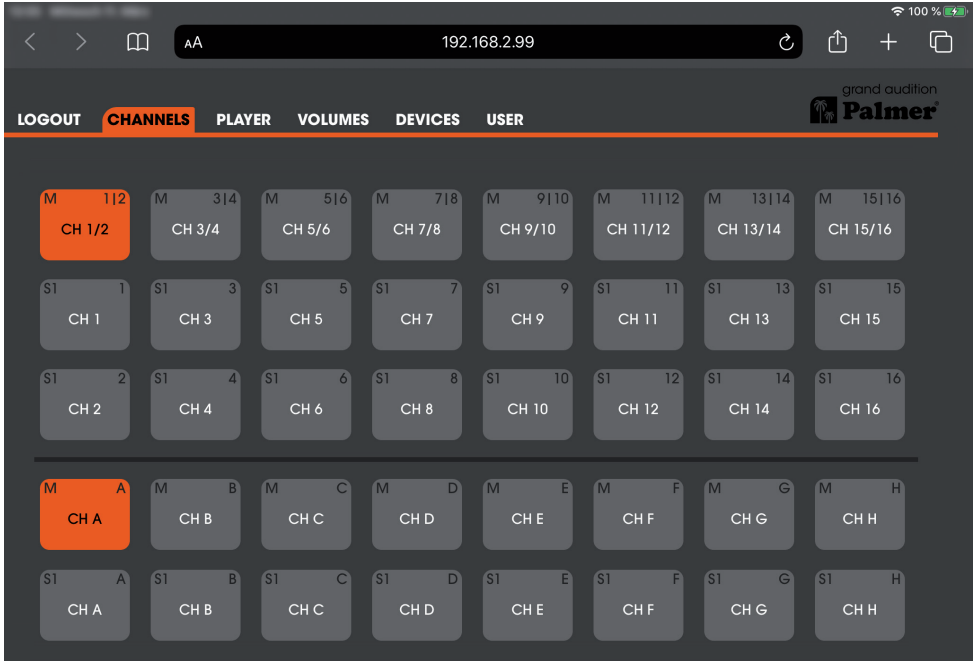 100 %
AA 192.168.2.99
grand audition
Palmer
LOGOUT CHANNELS PLAYER VOLUMES DEVICES USER
M 1|2 M 3|4 M 5|6 M 7|8 M 9|10 M 11|12 M 13|14 M 15|16
CH 1/2 CH 3/4 CH 5/6 CH 7/8 CH 9/10 CH 11/12 CH 13/14 CH 15/16
S1 1 S1 3 S1 5 S1 7 S1 9 S1 11 S1 13 S1 15
CH 1 CH 3 CH 5 CH 7 CH 9 CH 11 CH 13 CH 15
S1 2 S1 4 S1 6 S1 8 S1 10 S1 12 S1 14 S1 16
CH 2 CH 4 CH 6 CH 8 CH 10 CH 12 CH 14 CH 16
M A M B M C M D M E M F M G M H
CH A CH B CH C CH D CH E CH F CH G CH H
S1 A S1 B S1 C S1 D S1 E S1 F S1 G S1 H
CH A CH B CH C CH D CH E CH F CH G CH H